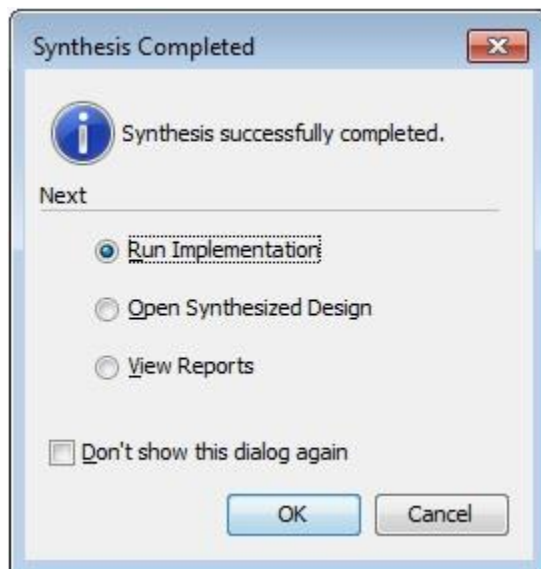 Synthesis Completed
Synthesis successfully completed.
Next
Run Implementation
Open Synthesized Design
View Reports
Don't show this dialog again
OK
Cancel